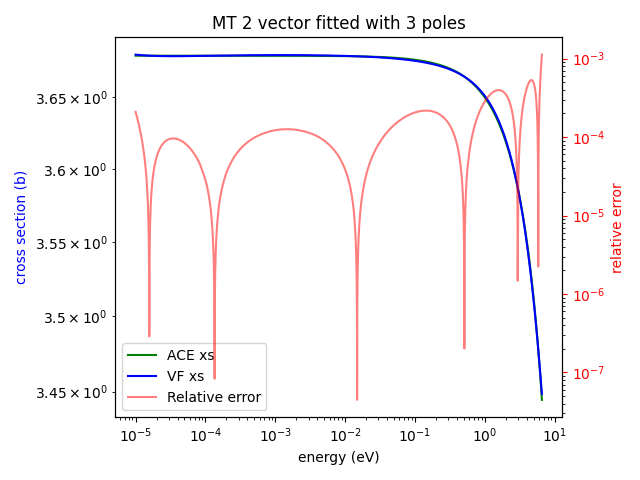 MT 2 vector fitted with 3 poles
cross section (b)
3.65 × 10⁰
3.6 × 10⁰
3.55 × 10⁰
3.5 × 10⁰
3.45 × 10⁰
ACE xs
VF xs
Relative error
10⁻⁵ 10⁻⁴ 10⁻³ 10⁻² 10⁻¹ 10⁰ 10¹
energy (eV)
10⁻³
10⁻⁴
10⁻⁵
10⁻⁶
10⁻⁷
relative error